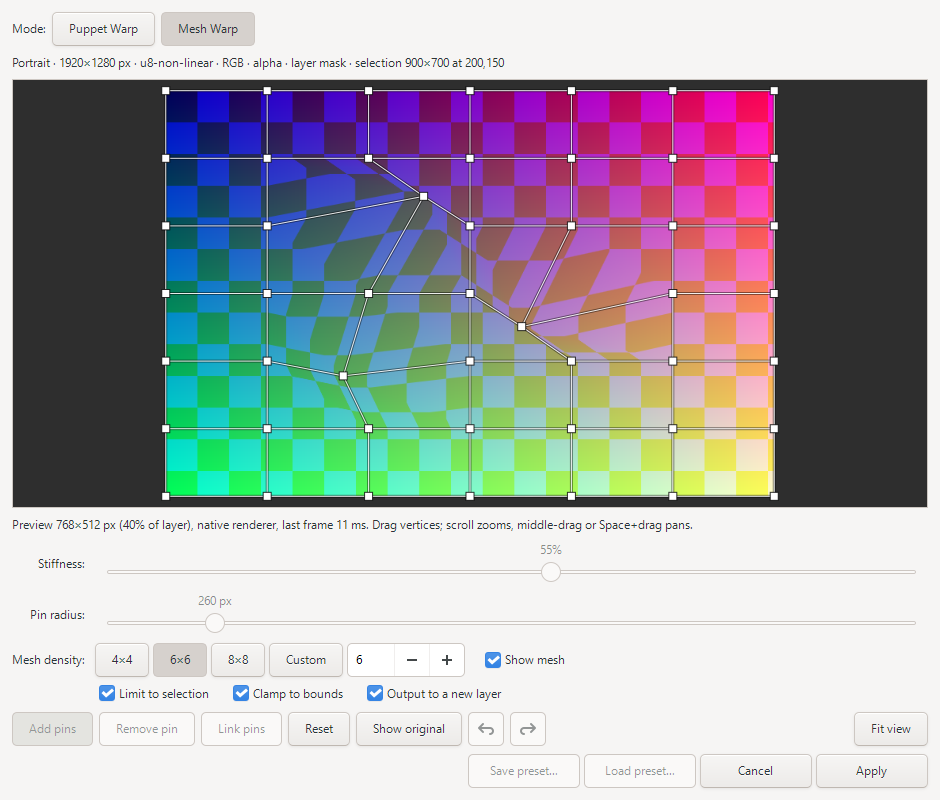 Mode: Puppet Warp Mesh Warp
Portrait · 1920×1280 px · u8-non-linear · RGB · alpha · layer mask · selection 900×700 at 200,150
Preview 768×512 px (40% of layer), native renderer, last frame 11 ms. Drag vertices; scroll zooms, middle-drag or Space+drag pans.
55%
Stiffness:
260 px
Pin radius:
Mesh density: 4×4 6×6 8×8 Custom 6 Show mesh
Limit to selection Clamp to bounds Output to a new layer
Add pins Remove pin Link pins Reset Show original Fit view
Save preset... Load preset... Cancel Apply